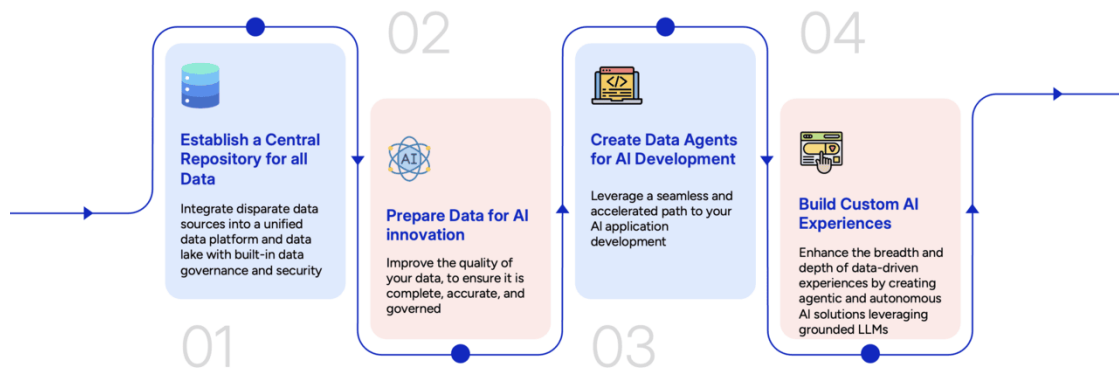 01
Establish a Central
Repository for all
Data
Integrate disparate data
sources into a unified
data platform and data
lake with built-in data
governance and security
02
AI
Prepare Data for AI
innovation
Improve the quality of
your data, to ensure it is
complete, accurate, and
governed
03
</>
Create Data Agents
for AI Development
Leverage a seamless and
accelerated path to your
AI application
development
04
Build Custom AI
Experiences
Enhance the breadth and
depth of data-driven
experiences by creating
agentic and autonomous
AI solutions leveraging
grounded LLMs